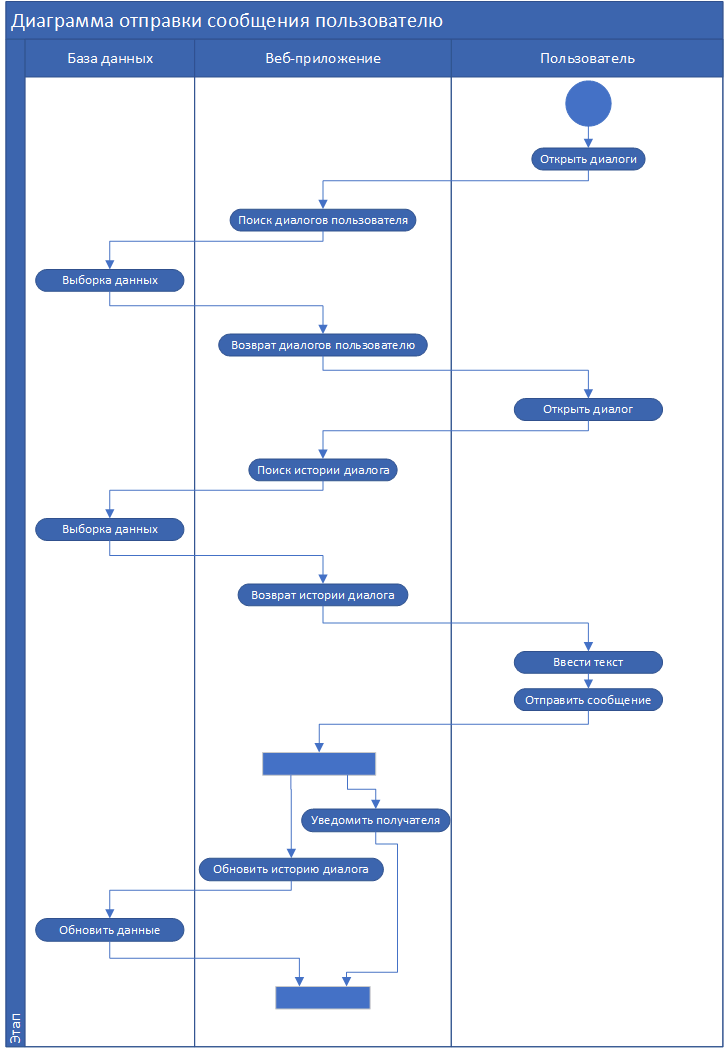 Диаграмма отправки сообщения пользователю
База данных
Веб-приложение
Пользователь
Открыть диалоги
Поиск диалогов пользователя
Выборка данных
Возврат диалогов пользователю
Открыть диалог
Поиск истории диалога
Выборка данных
Возврат истории диалога
Ввести текст
Отправить сообщение
Уведомить получателя
Обновить историю диалога
Обновить данные
Этап